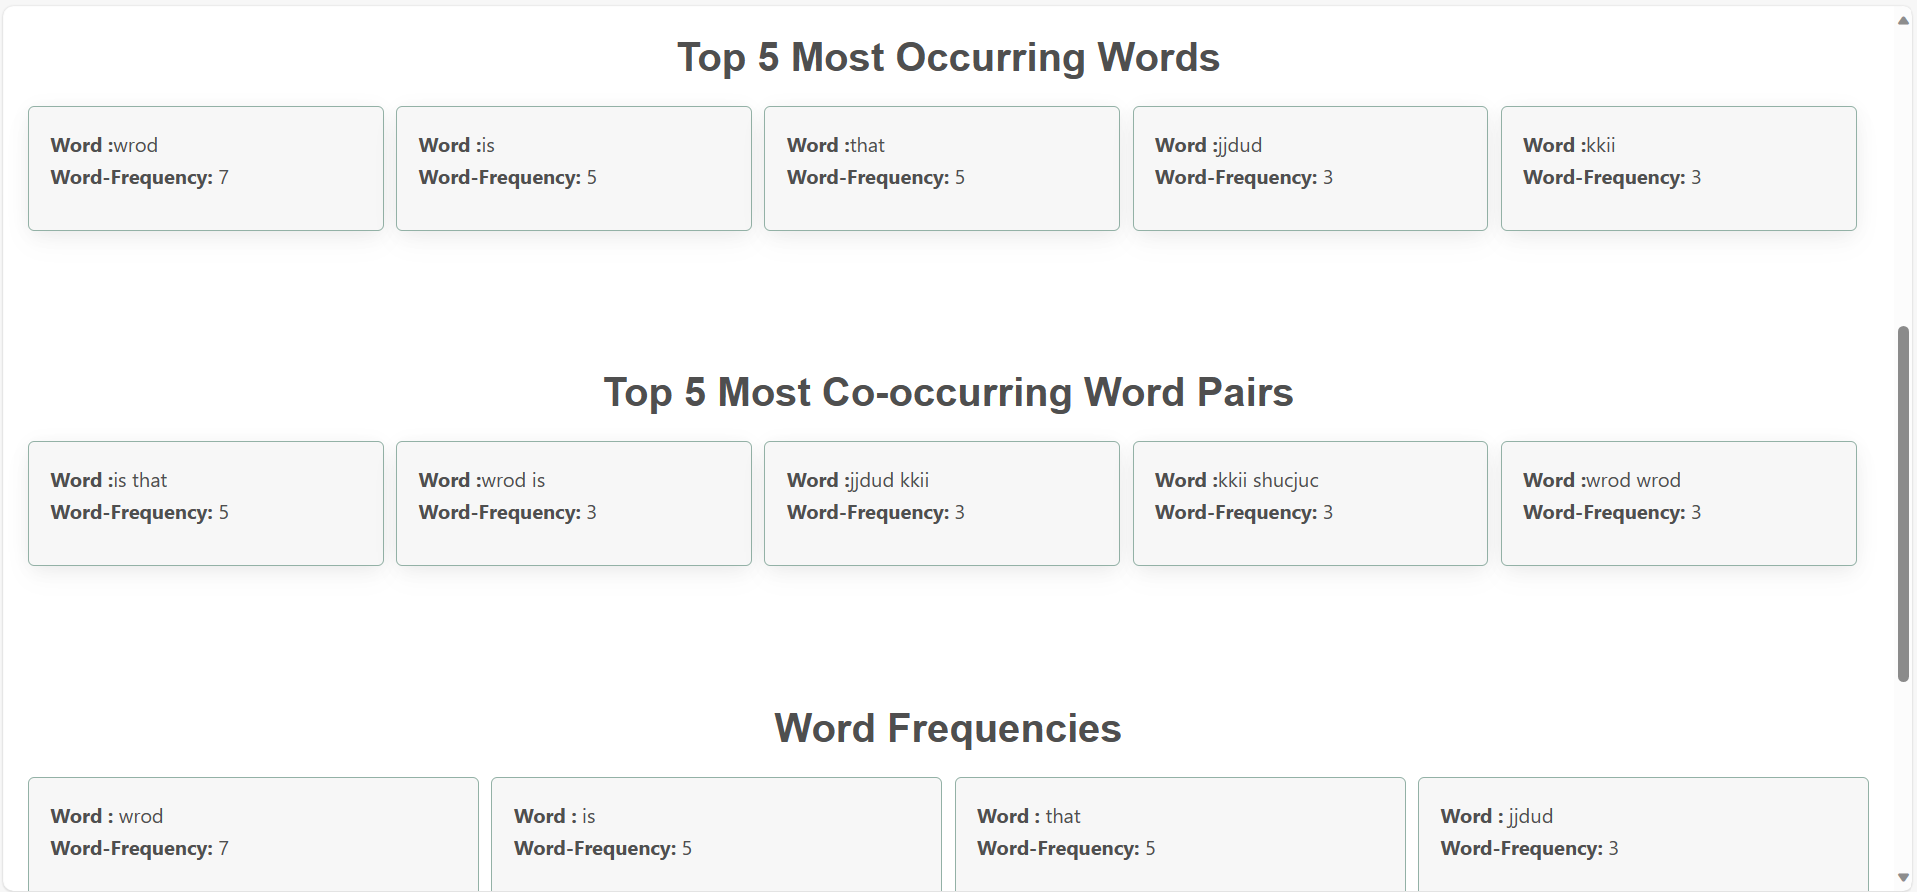 Top 5 Most Occurring Words
Word :wrod
Word-Frequency: 7
Word :is
Word-Frequency: 5
Word :that
Word-Frequency: 5
Word :jjdud
Word-Frequency: 3
Word :kkii
Word-Frequency: 3
Top 5 Most Co-occurring Word Pairs
Word :is that
Word-Frequency: 5
Word :wrod is
Word-Frequency: 3
Word :jjdud kkii
Word-Frequency: 3
Word :kkii shucjuc
Word-Frequency: 3
Word :wrod wrod
Word-Frequency: 3
Word Frequencies
Word : wrod
Word-Frequency: 7
Word : is
Word-Frequency: 5
Word : that
Word-Frequency: 5
Word : jjdud
Word-Frequency: 3